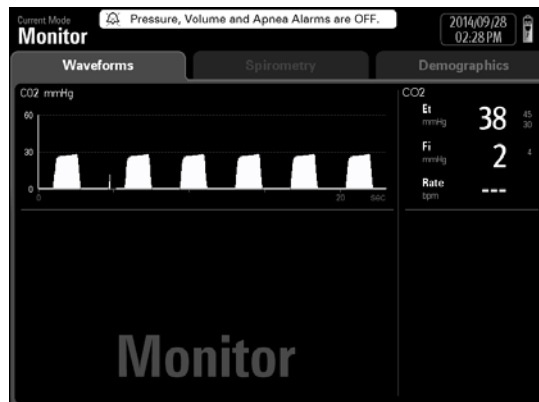 Current Mode
Monitor
Pressure, Volume and Apnea Alarms are OFF.
2014/09/28
02:28 PM
Waveforms
Spirometry
Demographics
CO2 mmHg
60
30
0
0
20
sec
CO2
Et
mmHg
38
45
30
Fi
mmHg
2
4
Rate
bpm
---
Monitor